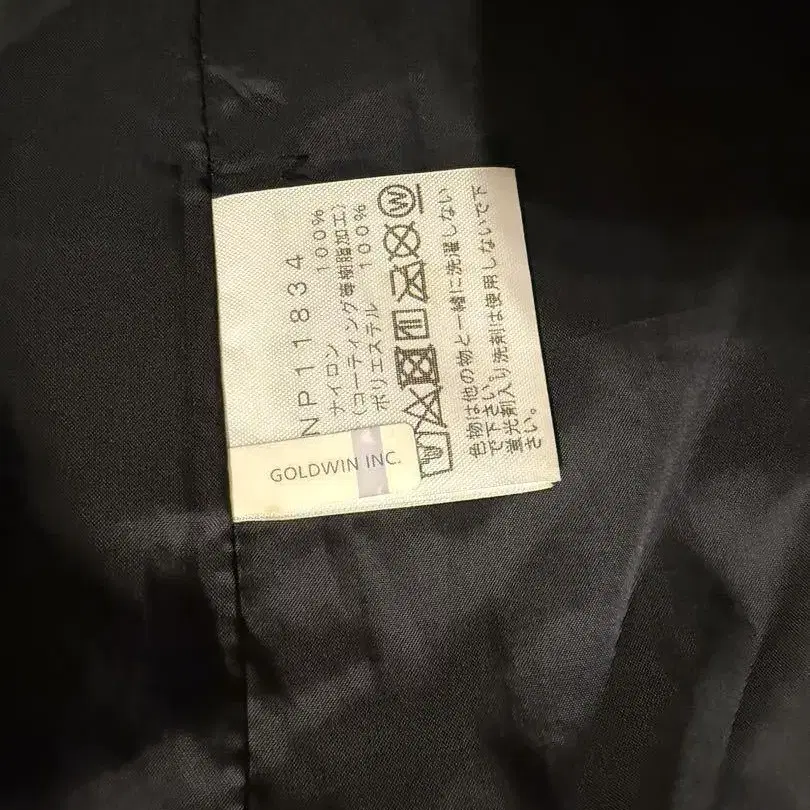 NP11834
ナイロン 100%
(コーティング等樹脂加工)
ポリエステル 100%
W
色物は他の物と一緒に洗濯しない
で下さい。
蛍光剤入り洗剤は使用しないで下
さい。
GOLDWIN INC.